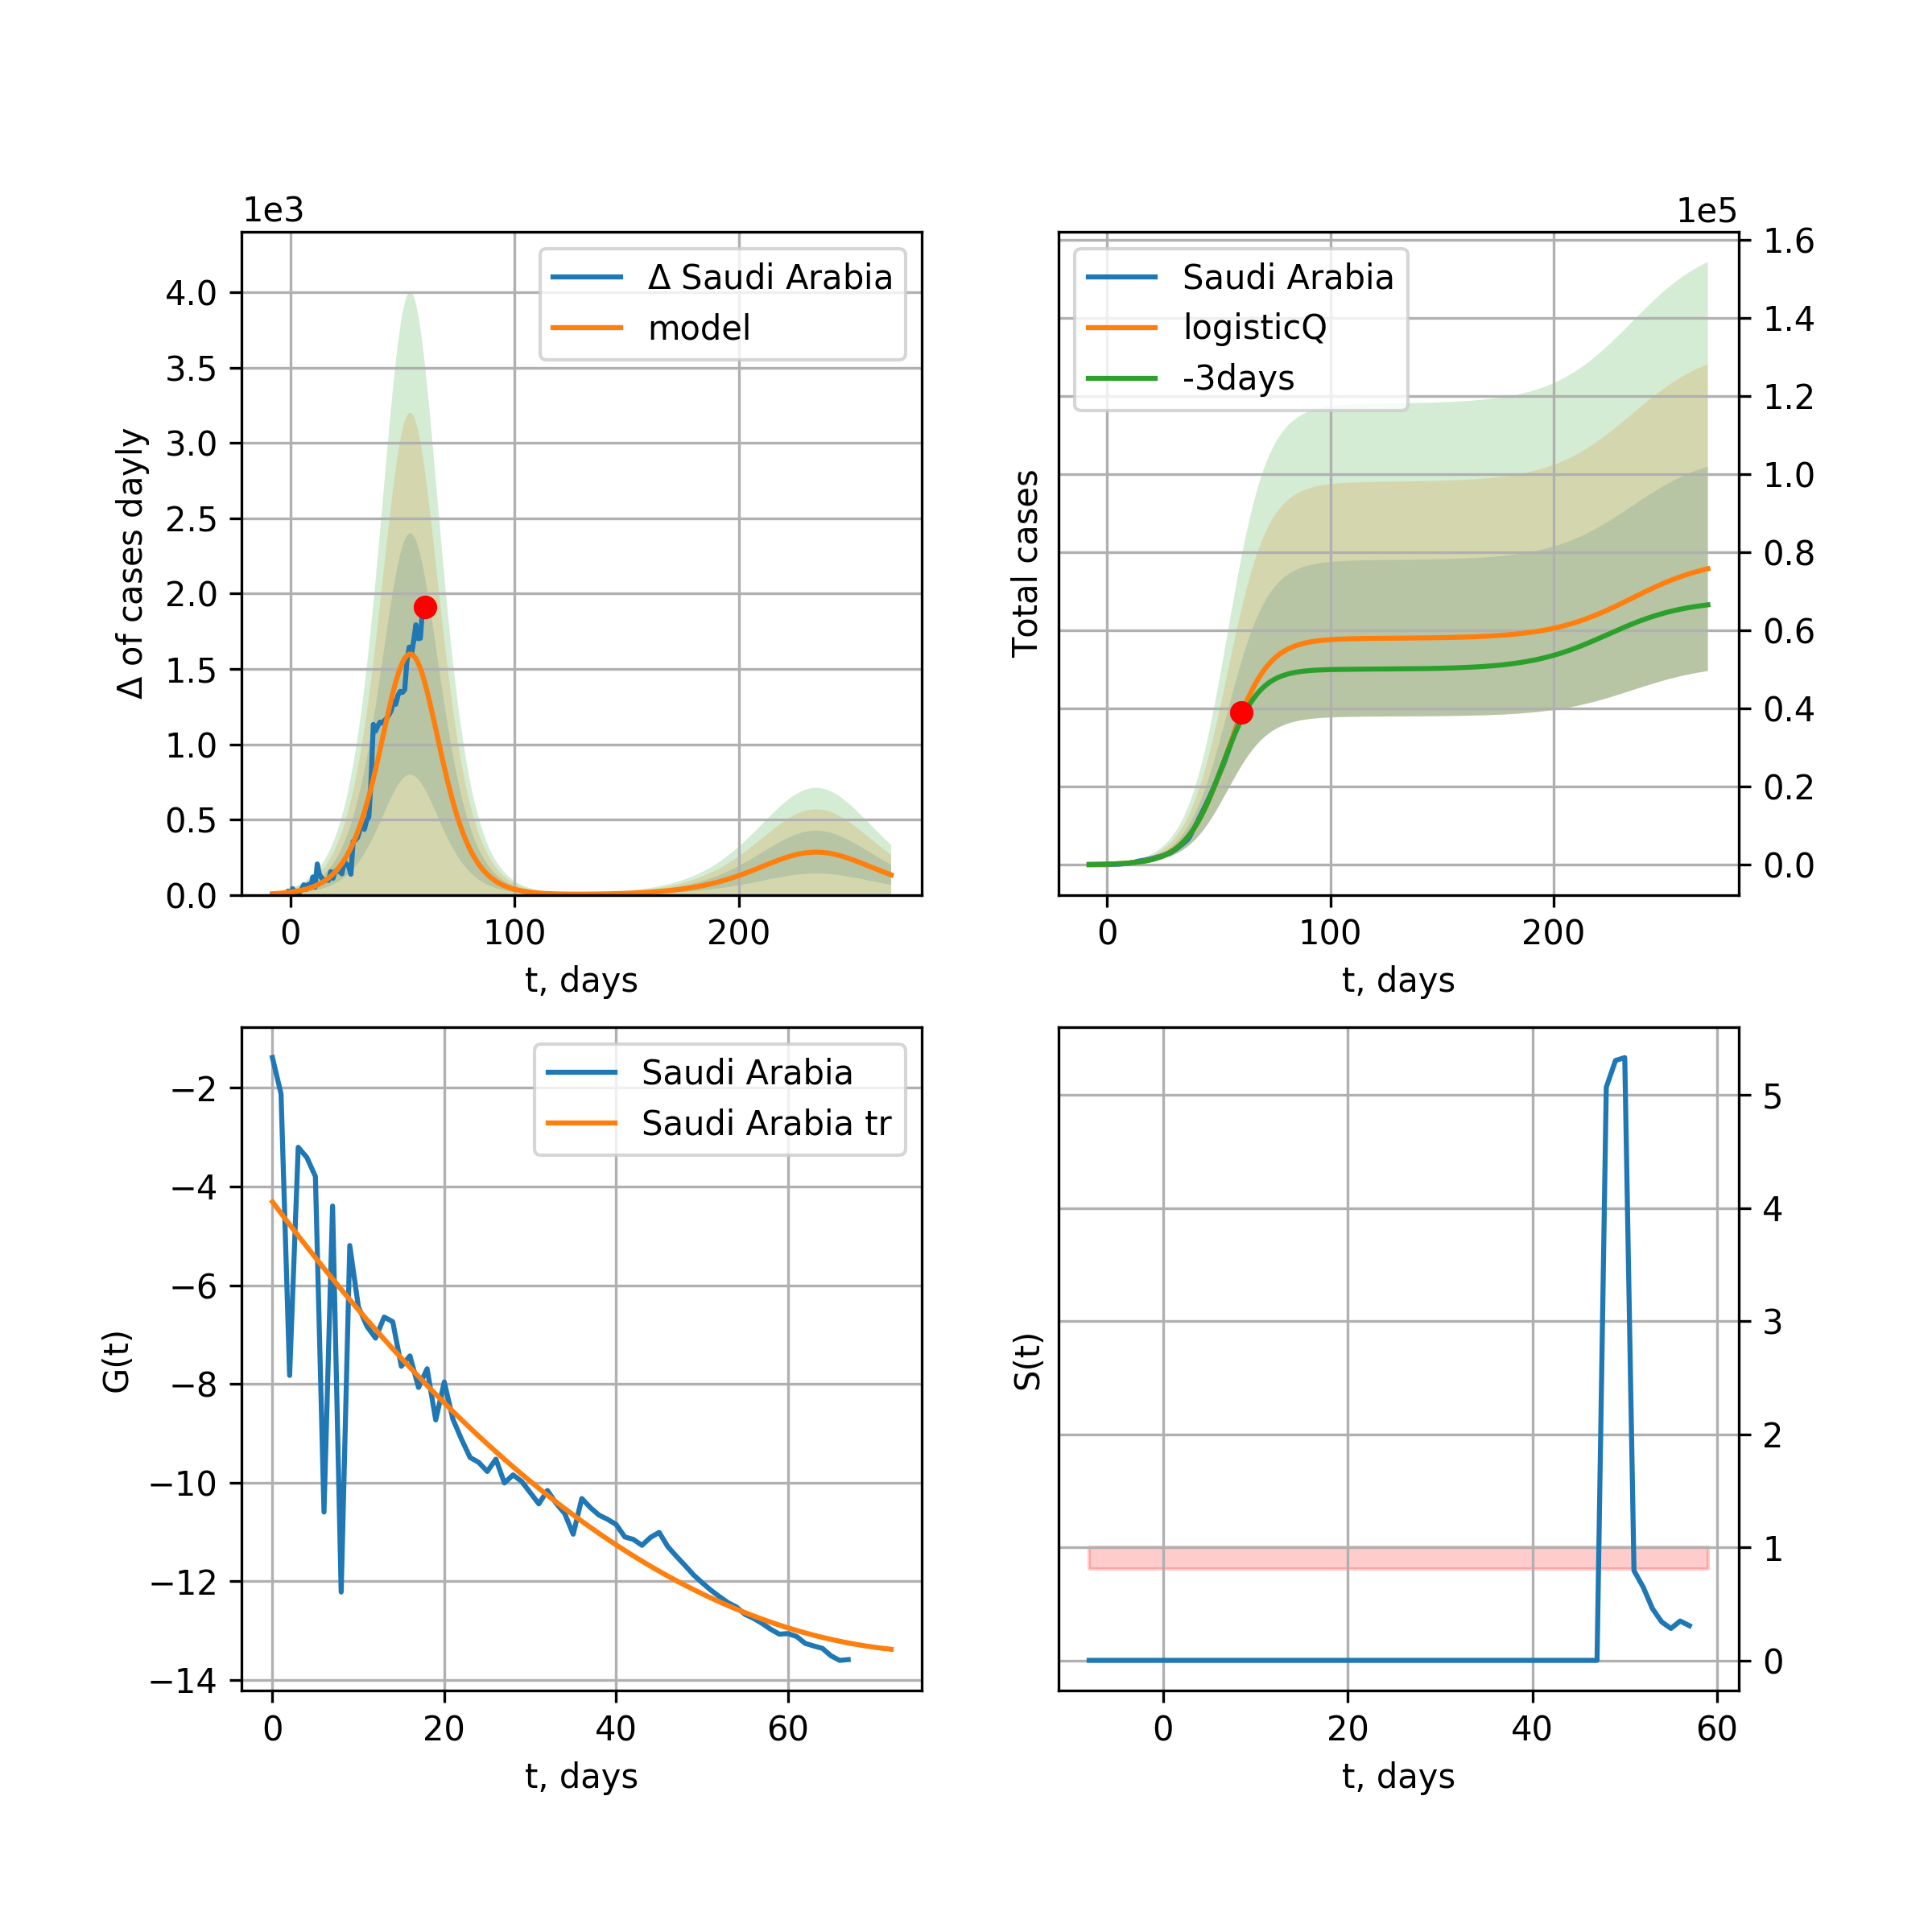 1e3
Δ Saudi Arabia
model
4.0
3.5
3.0
2.5
2.0
1.5
1.0
0.5
0.0
Δ of cases dayly
0 100 200
t, days
1e5
Saudi Arabia
logisticQ
-3days
1.6
1.4
1.2
1.0
0.8
0.6
0.4
0.2
0.0
Total cases
0 100 200
t, days
Saudi Arabia
Saudi Arabia tr
−2
−4
−6
−8
−10
−12
−14
G(t)
0 20 40 60
t, days
5
4
3
2
1
0
S(t)
0 20 40 60
t, days